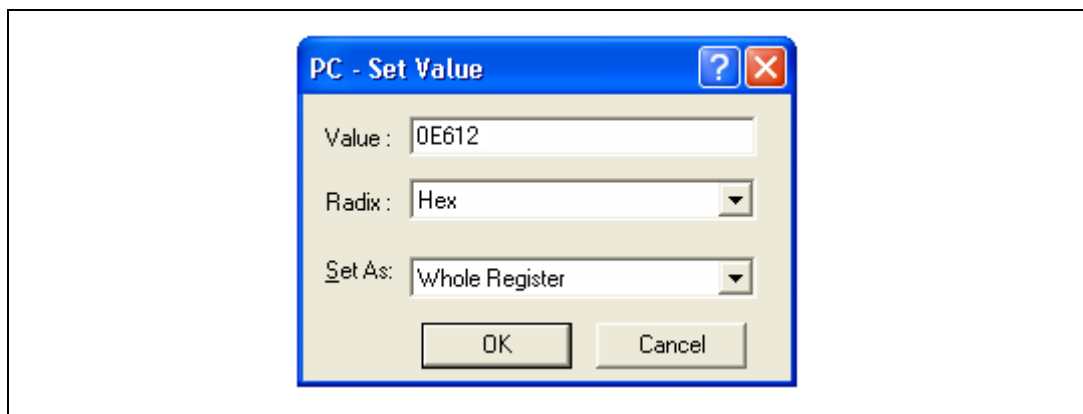 PC - Set Value
Value : 0E612
Radix : Hex
Set As: Whole Register
OK Cancel